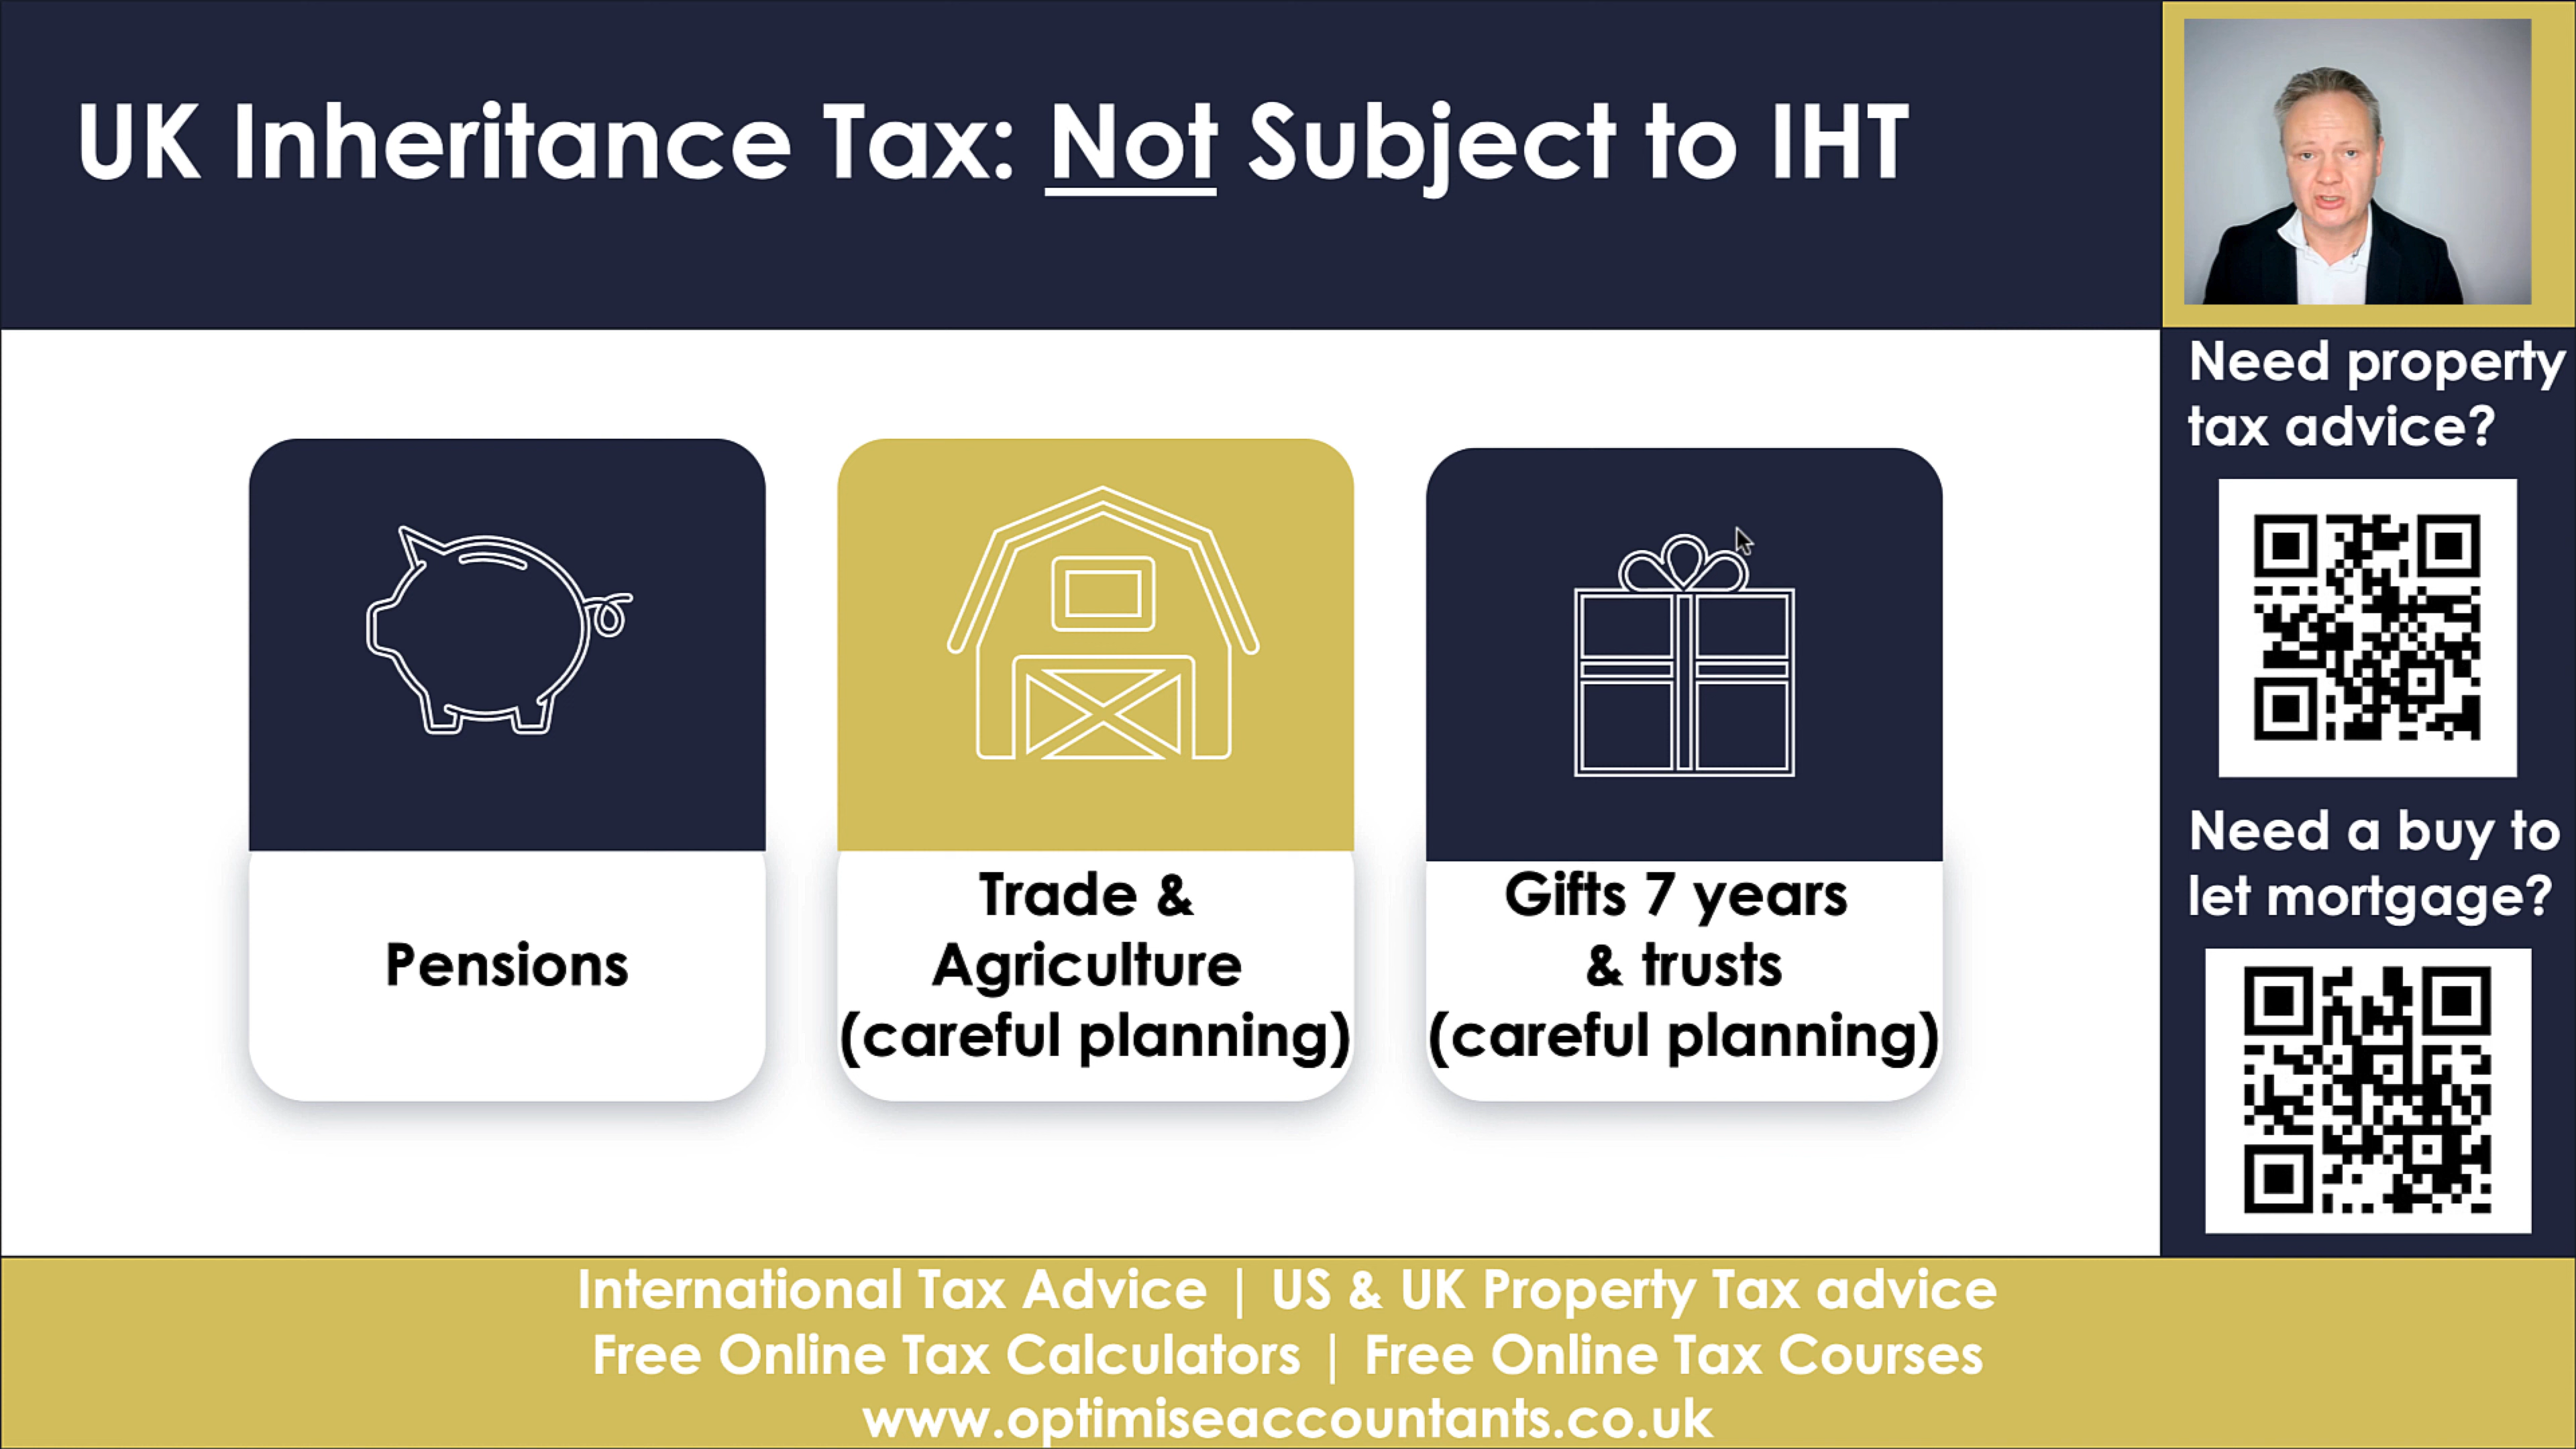 UK Inheritance Tax: Not Subject to IHT
Pensions
Trade &
Agriculture
(careful planning)
Gifts 7 years
& trusts
(careful planning)
Need property
tax advice?
Need a buy to
let mortgage?
International Tax Advice | US & UK Property Tax advice
Free Online Tax Calculators | Free Online Tax Courses
www.optimiseaccountants.co.uk